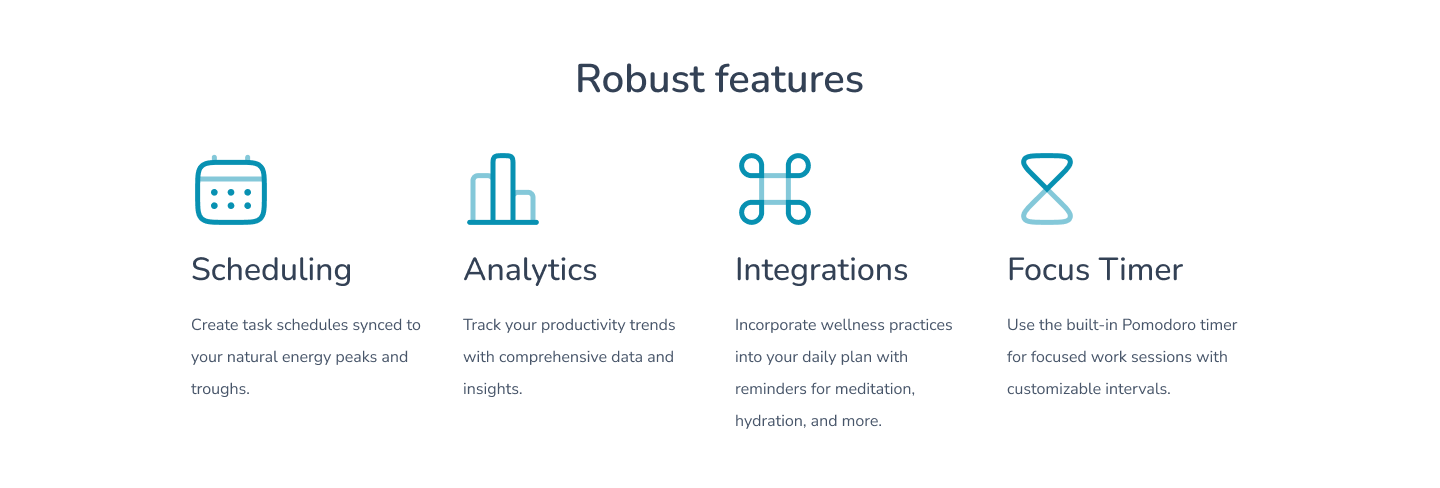 Robust features
Scheduling
Create task schedules synced to
your natural energy peaks and
troughs.
Analytics
Track your productivity trends
with comprehensive data and
insights.
Integrations
Incorporate wellness practices
into your daily plan with
reminders for meditation,
hydration, and more.
Focus Timer
Use the built-in Pomodoro timer
for focused work sessions with
customizable intervals.